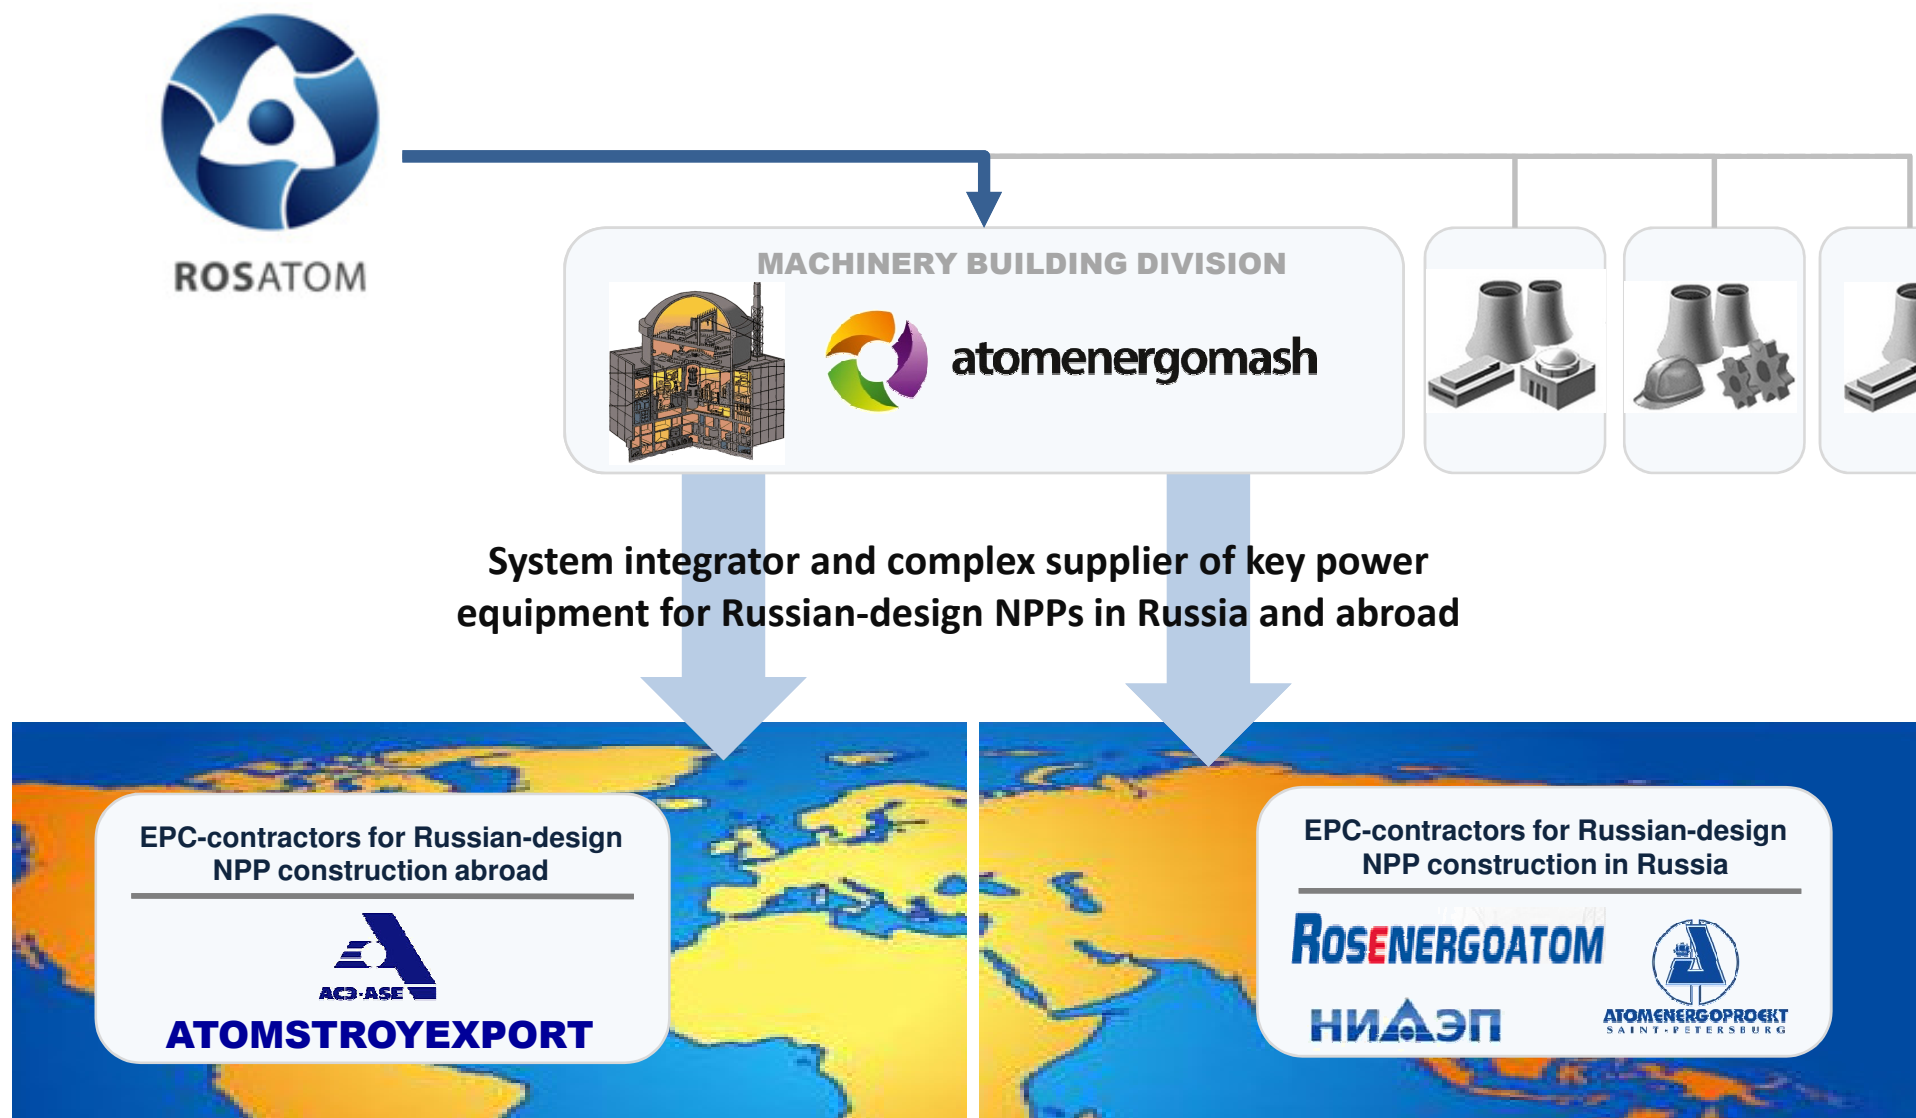 ROSATOM
MACHINERY BUILDING DIVISION
atomenergomash
System integrator and complex supplier of key power
equipment for Russian-design NPPs in Russia and abroad
EPC-contractors for Russian-design
NPP construction abroad
АСЭ-ASE
ATOMSTROYEXPORT
EPC-contractors for Russian-design
NPP construction in Russia
ROSENERGOATOM
НИАЭП
ATOMENERGOPROEKT
SAINT-PETERSBURG